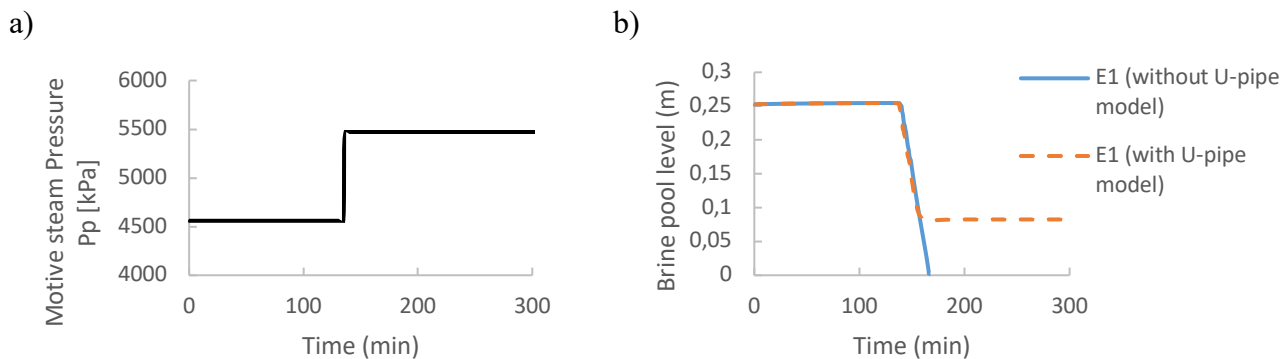 a)
b)
Motive steam Pressure
Pp [kPa]
6000
5500
5000
4500
4000
0
100
200
300
Time (min)
Brine pool level (m)
0,3
0,25
0,2
0,15
0,1
0,05
0
0
100
200
300
Time (min)
E1 (without U-pipe
model)
E1 (with U-pipe
model)